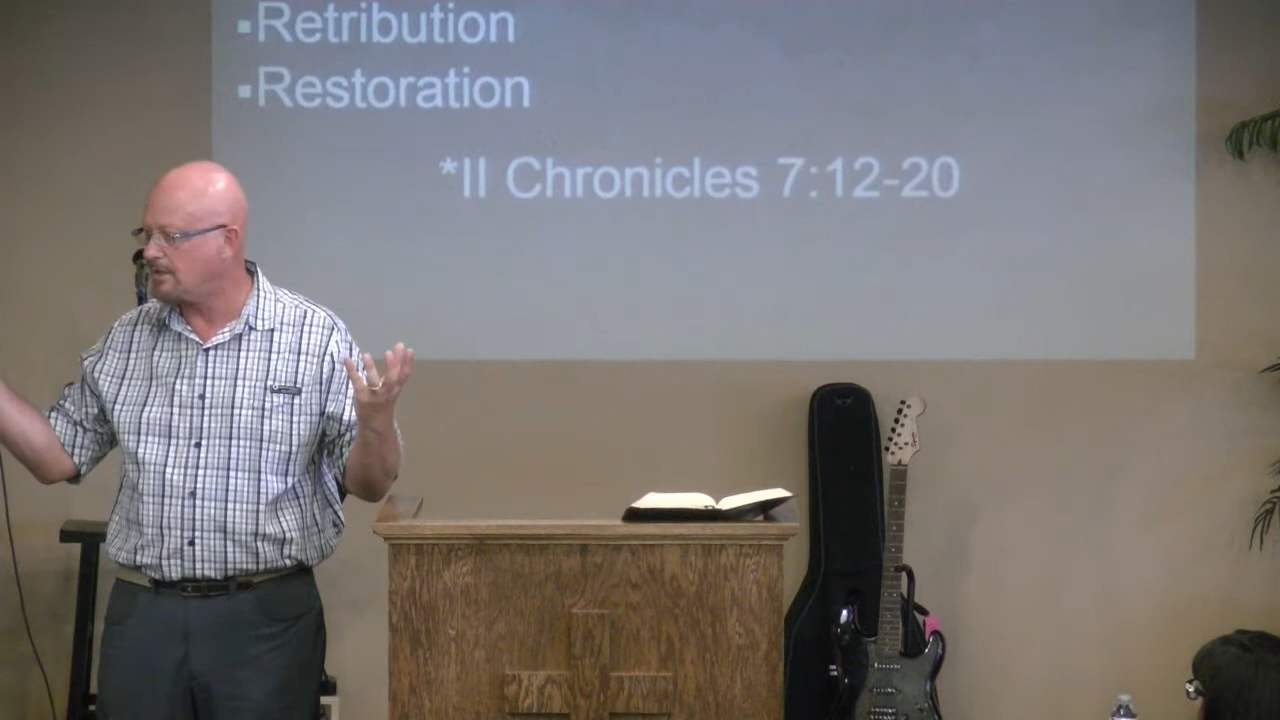 ▪Retribution
▪Restoration
*II Chronicles 7:12-20